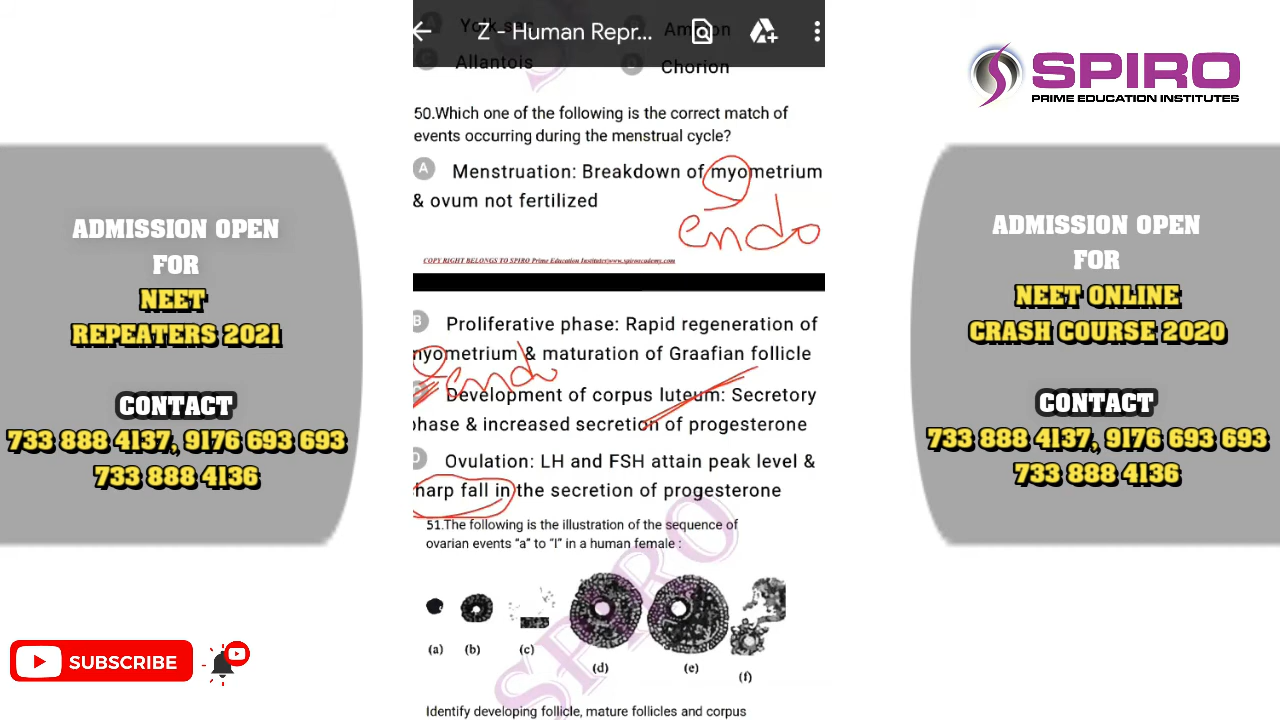 Z - Human Repr...
Allantois
Chorion
SPIRO
PRIME EDUCATION INSTITUTES
ADMISSION OPEN
FOR
NEET
REPEATERS 2021
CONTACT
733 888 4137, 9176 693 693
733 888 4136
50.Which one of the following is the correct match of
events occurring during the menstrual cycle?
A Menstruation: Breakdown of myometrium
& ovum not fertilized
endo
COPY RIGHT BELONGS TO SPIRO Prime Education Institutes/www.spiroacademy.com
B Proliferative phase: Rapid regeneration of
myometrium & maturation of Graafian follicle
endo
Development of corpus luteum: Secretory
phase & increased secretion of progesterone
D Ovulation: LH and FSH attain peak level &
harp fall in the secretion of progesterone
51.The following is the illustration of the sequence of
ovarian events "a" to "I" in a human female :
(a) (b) (c) (d) (e) (f)
Identify developing follicle, mature follicles and corpus
SPIRO
ADMISSION OPEN
FOR
NEET ONLINE
CRASH COURSE 2020
CONTACT
733 888 4137, 9176 693 693
733 888 4136
SUBSCRIBE